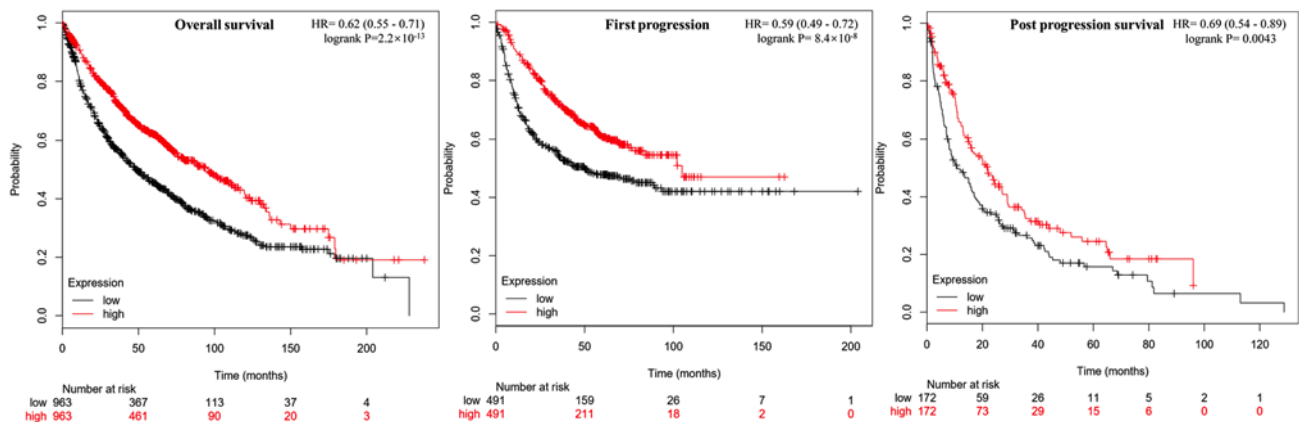 Overall survival
HR= 0.62 (0.55 - 0.71)
logrank P=2.2×10⁻¹³
Probability
1.0
0.8
0.6
0.4
0.2
0.0
Expression
low
high
0 50 100 150 200
Time (months)
Number at risk
low 963 367 113 37 4
high 963 461 90 20 3
First progression
HR= 0.59 (0.49 - 0.72)
logrank P= 8.4×10⁻⁸
Probability
1.0
0.8
0.6
0.4
0.2
0.0
Expression
low
high
0 50 100 150 200
Time (months)
Number at risk
low 491 159 26 7 1
high 491 211 18 2 0
Post progression survival
HR= 0.69 (0.54 - 0.89)
logrank P= 0.0043
Probability
1.0
0.8
0.6
0.4
0.2
0.0
Expression
low
high
0 20 40 60 80 100 120
Time (months)
Number at risk
low 172 59 26 11 5 2 1
high 172 73 29 15 6 0 0